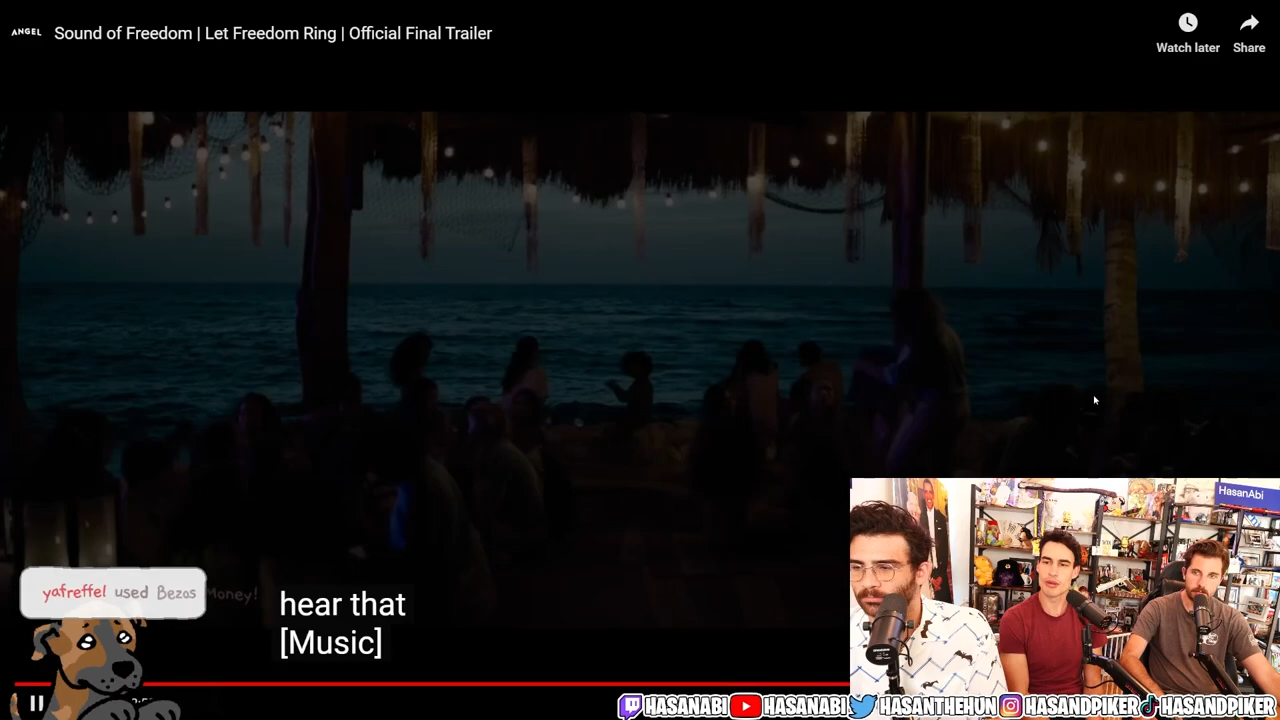 ANGEL
Sound of Freedom | Let Freedom Ring | Official Final Trailer
Watch later
Share
HasanAbi
yafreffel used Bezos Money!
hear that
[Music]
HASANABI
HASANABI
HASANTHEHUN
HASANDPIKER
HASANDPIKER